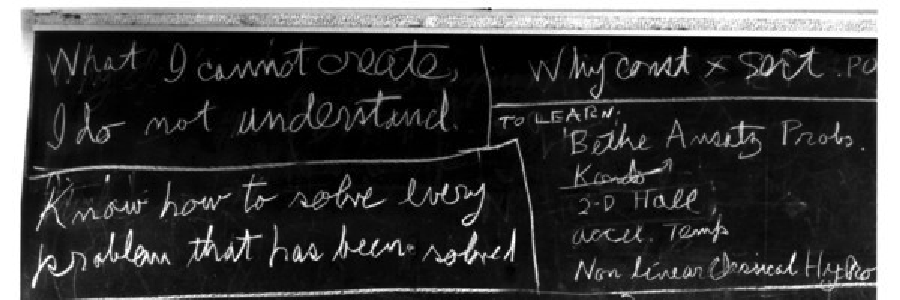 What I cannot create,
I do not understand.
Know how to solve every
problem that has been solved
Why const × sort . PO
TO LEARN:
Bethe Ansatz Probs.
Kondo
2-D Hall
accel. Temp
Non linear Classical Hydro